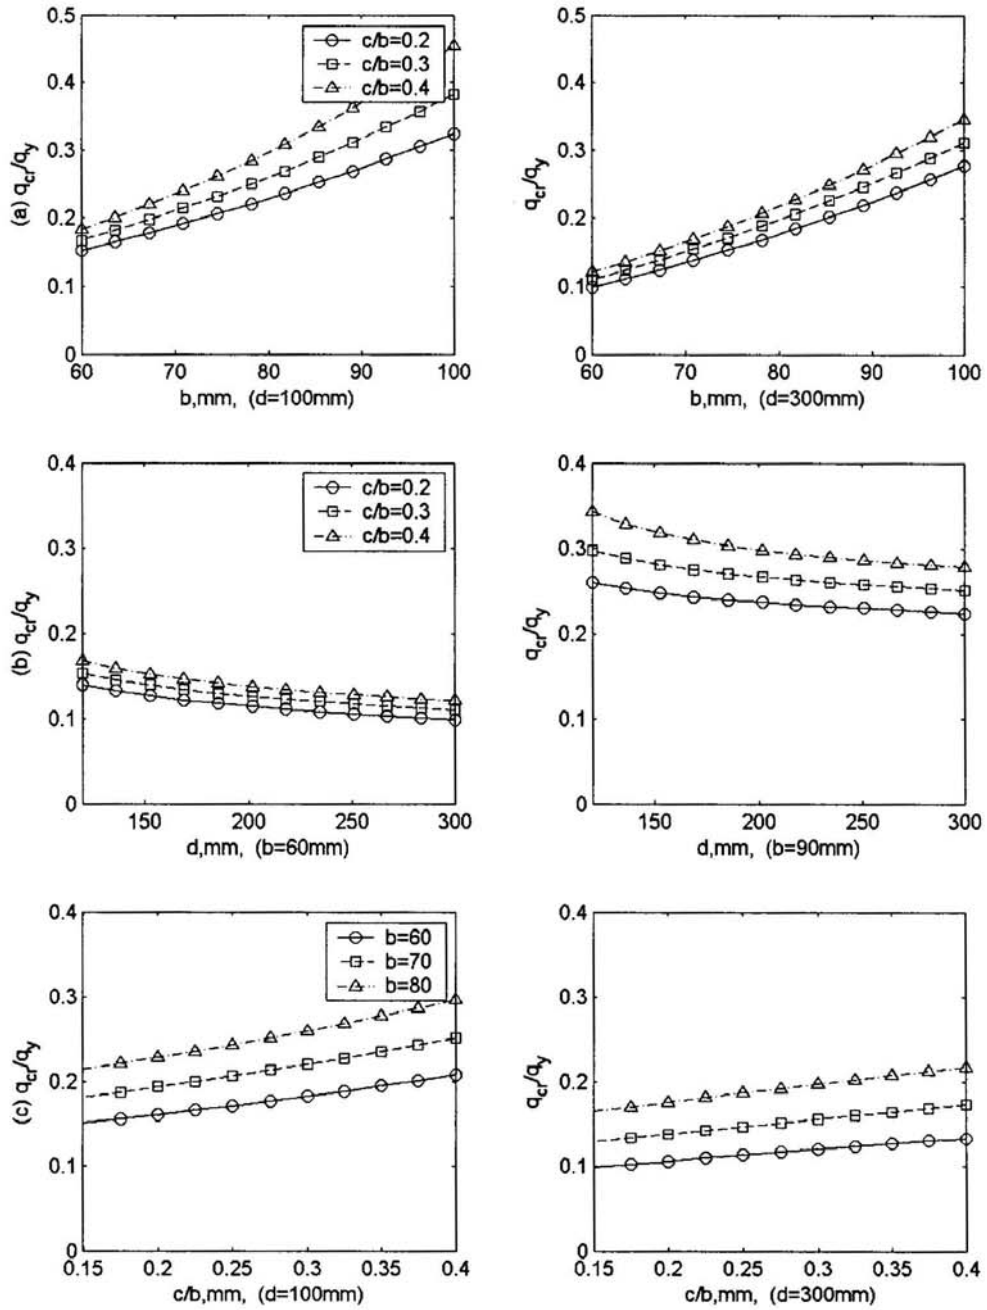 0.5
0.4
0.3
0.2
0.1
0
(a) q_cr/q_y
c/b=0.2
c/b=0.3
c/b=0.4
60 70 80 90 100
b,mm, (d=100mm)
0.5
0.4
0.3
0.2
0.1
0
q_cr/q_y
60 70 80 90 100
b,mm, (d=300mm)
0.4
0.3
0.2
0.1
0
(b) q_cr/q_y
c/b=0.2
c/b=0.3
c/b=0.4
150 200 250 300
d,mm, (b=60mm)
0.4
0.3
0.2
0.1
0
q_cr/q_y
150 200 250 300
d,mm, (b=90mm)
0.4
0.3
0.2
0.1
0
(c) q_cr/q_y
b=60
b=70
b=80
0.15 0.2 0.25 0.3 0.35 0.4
c/b,mm, (d=100mm)
0.4
0.3
0.2
0.1
0
q_cr/q_y
0.15 0.2 0.25 0.3 0.35 0.4
c/b,mm, (d=300mm)